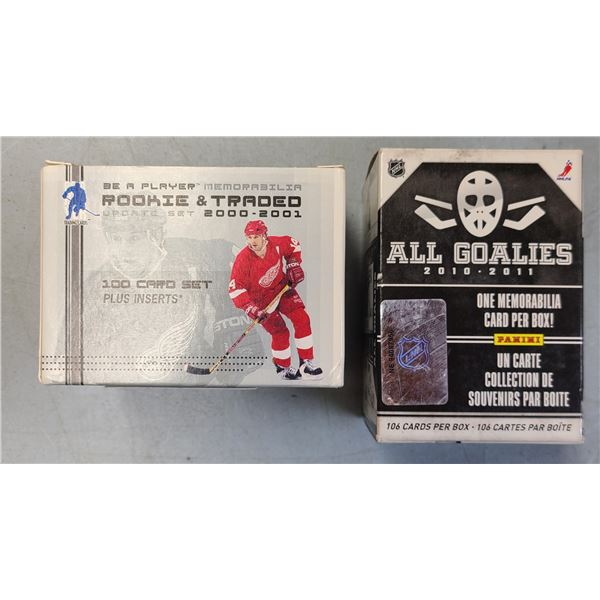 BE A PLAYER™ MEMORABILIA
ROOKIE & TRADED
UPDATE SET 2000-2001
100 CARD SET
PLUS INSERTS*
NHL
ALL GOALIES
2010 · 2011
ONE MEMORABILIA
CARD PER BOX!
PANINI
UN CARTE
COLLECTION DE
SOUVENIRS PAR BOITE
106 CARDS PER BOX · 106 CARTES PAR BOÎTE